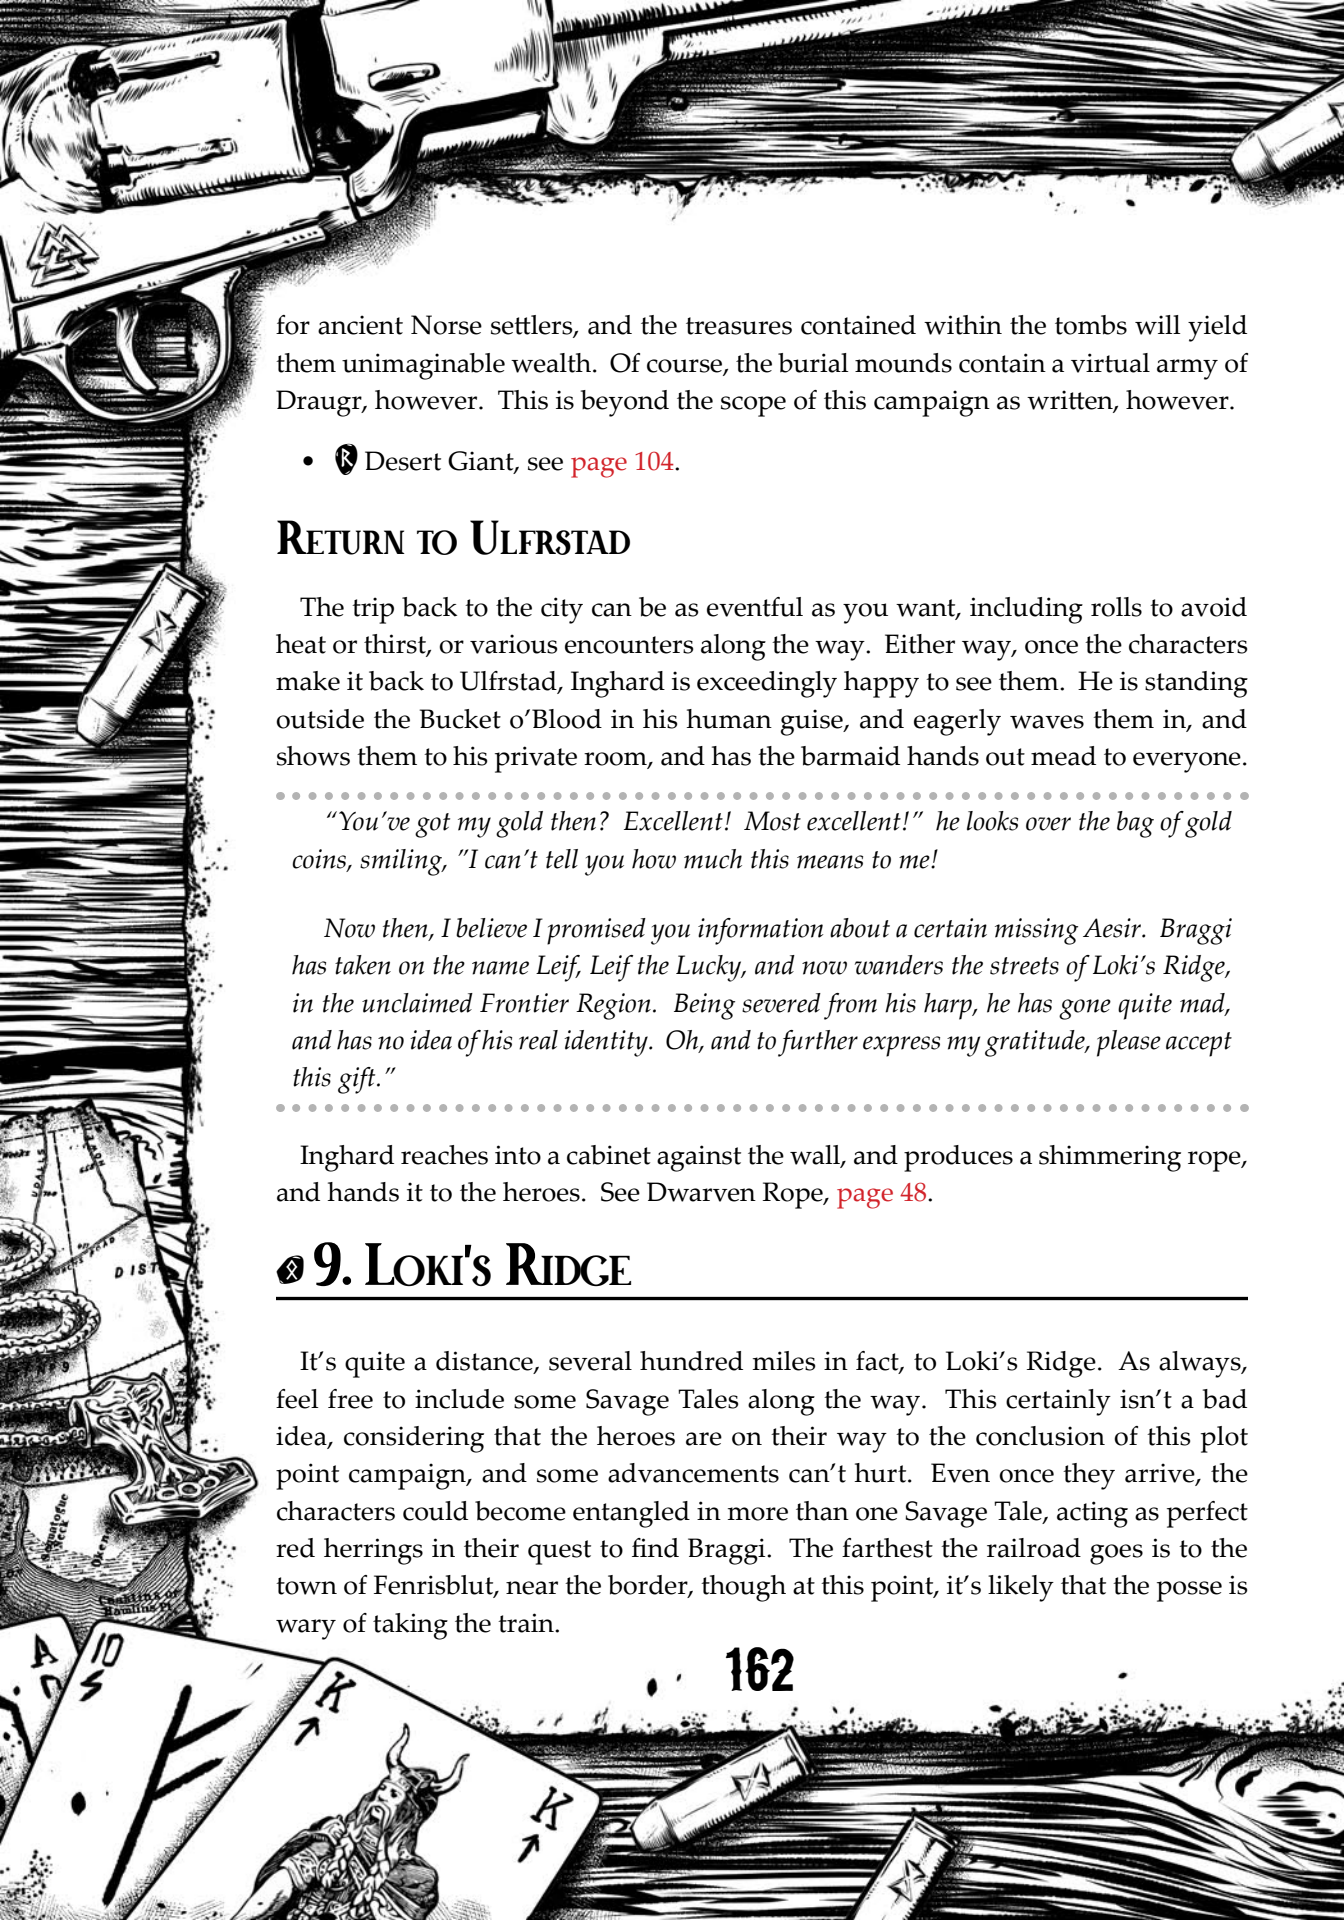 for ancient Norse settlers, and the treasures contained within the tombs will yield
them unimaginable wealth. Of course, the burial mounds contain a virtual army of
Draugr, however. This is beyond the scope of this campaign as written, however.
• Desert Giant, see page 104.
Return to Ulfrstad
The trip back to the city can be as eventful as you want, including rolls to avoid
heat or thirst, or various encounters along the way. Either way, once the characters
make it back to Ulfrstad, Inghard is exceedingly happy to see them. He is standing
outside the Bucket o’Blood in his human guise, and eagerly waves them in, and
shows them to his private room, and has the barmaid hands out mead to everyone.
“You’ve got my gold then? Excellent! Most excellent!” he looks over the bag of gold
coins, smiling, ”I can’t tell you how much this means to me!
Now then, I believe I promised you information about a certain missing Aesir. Braggi
has taken on the name Leif, Leif the Lucky, and now wanders the streets of Loki’s Ridge,
in the unclaimed Frontier Region. Being severed from his harp, he has gone quite mad,
and has no idea of his real identity. Oh, and to further express my gratitude, please accept
this gift.”
Inghard reaches into a cabinet against the wall, and produces a shimmering rope,
and hands it to the heroes. See Dwarven Rope, page 48.
9. Loki's Ridge
It’s quite a distance, several hundred miles in fact, to Loki’s Ridge. As always,
feel free to include some Savage Tales along the way. This certainly isn’t a bad
idea, considering that the heroes are on their way to the conclusion of this plot
point campaign, and some advancements can’t hurt. Even once they arrive, the
characters could become entangled in more than one Savage Tale, acting as perfect
red herrings in their quest to find Braggi. The farthest the railroad goes is to the
town of Fenrisblut, near the border, though at this point, it’s likely that the posse is
wary of taking the train.
162
DIST
A
10
K
K